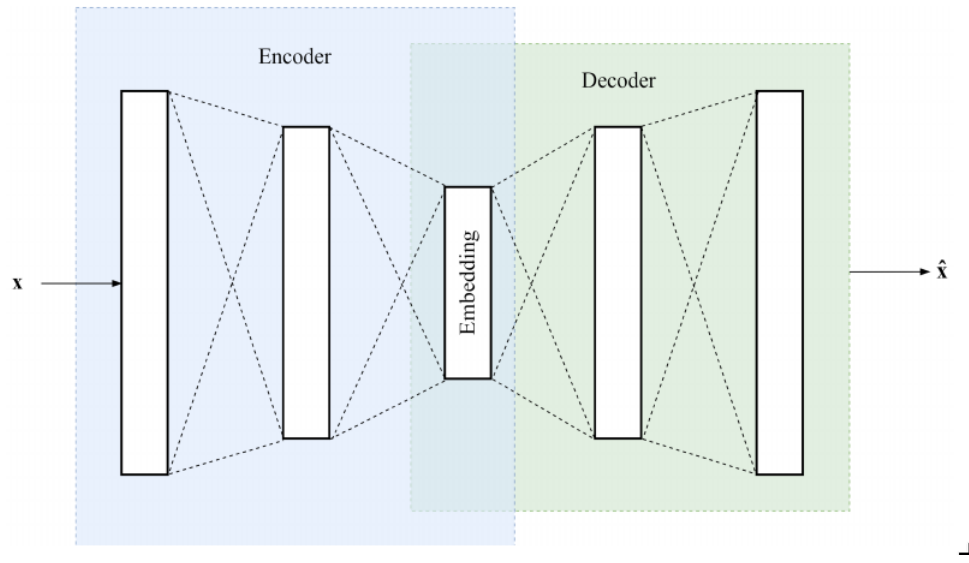 Encoder
Decoder
x
Embedding
x̂